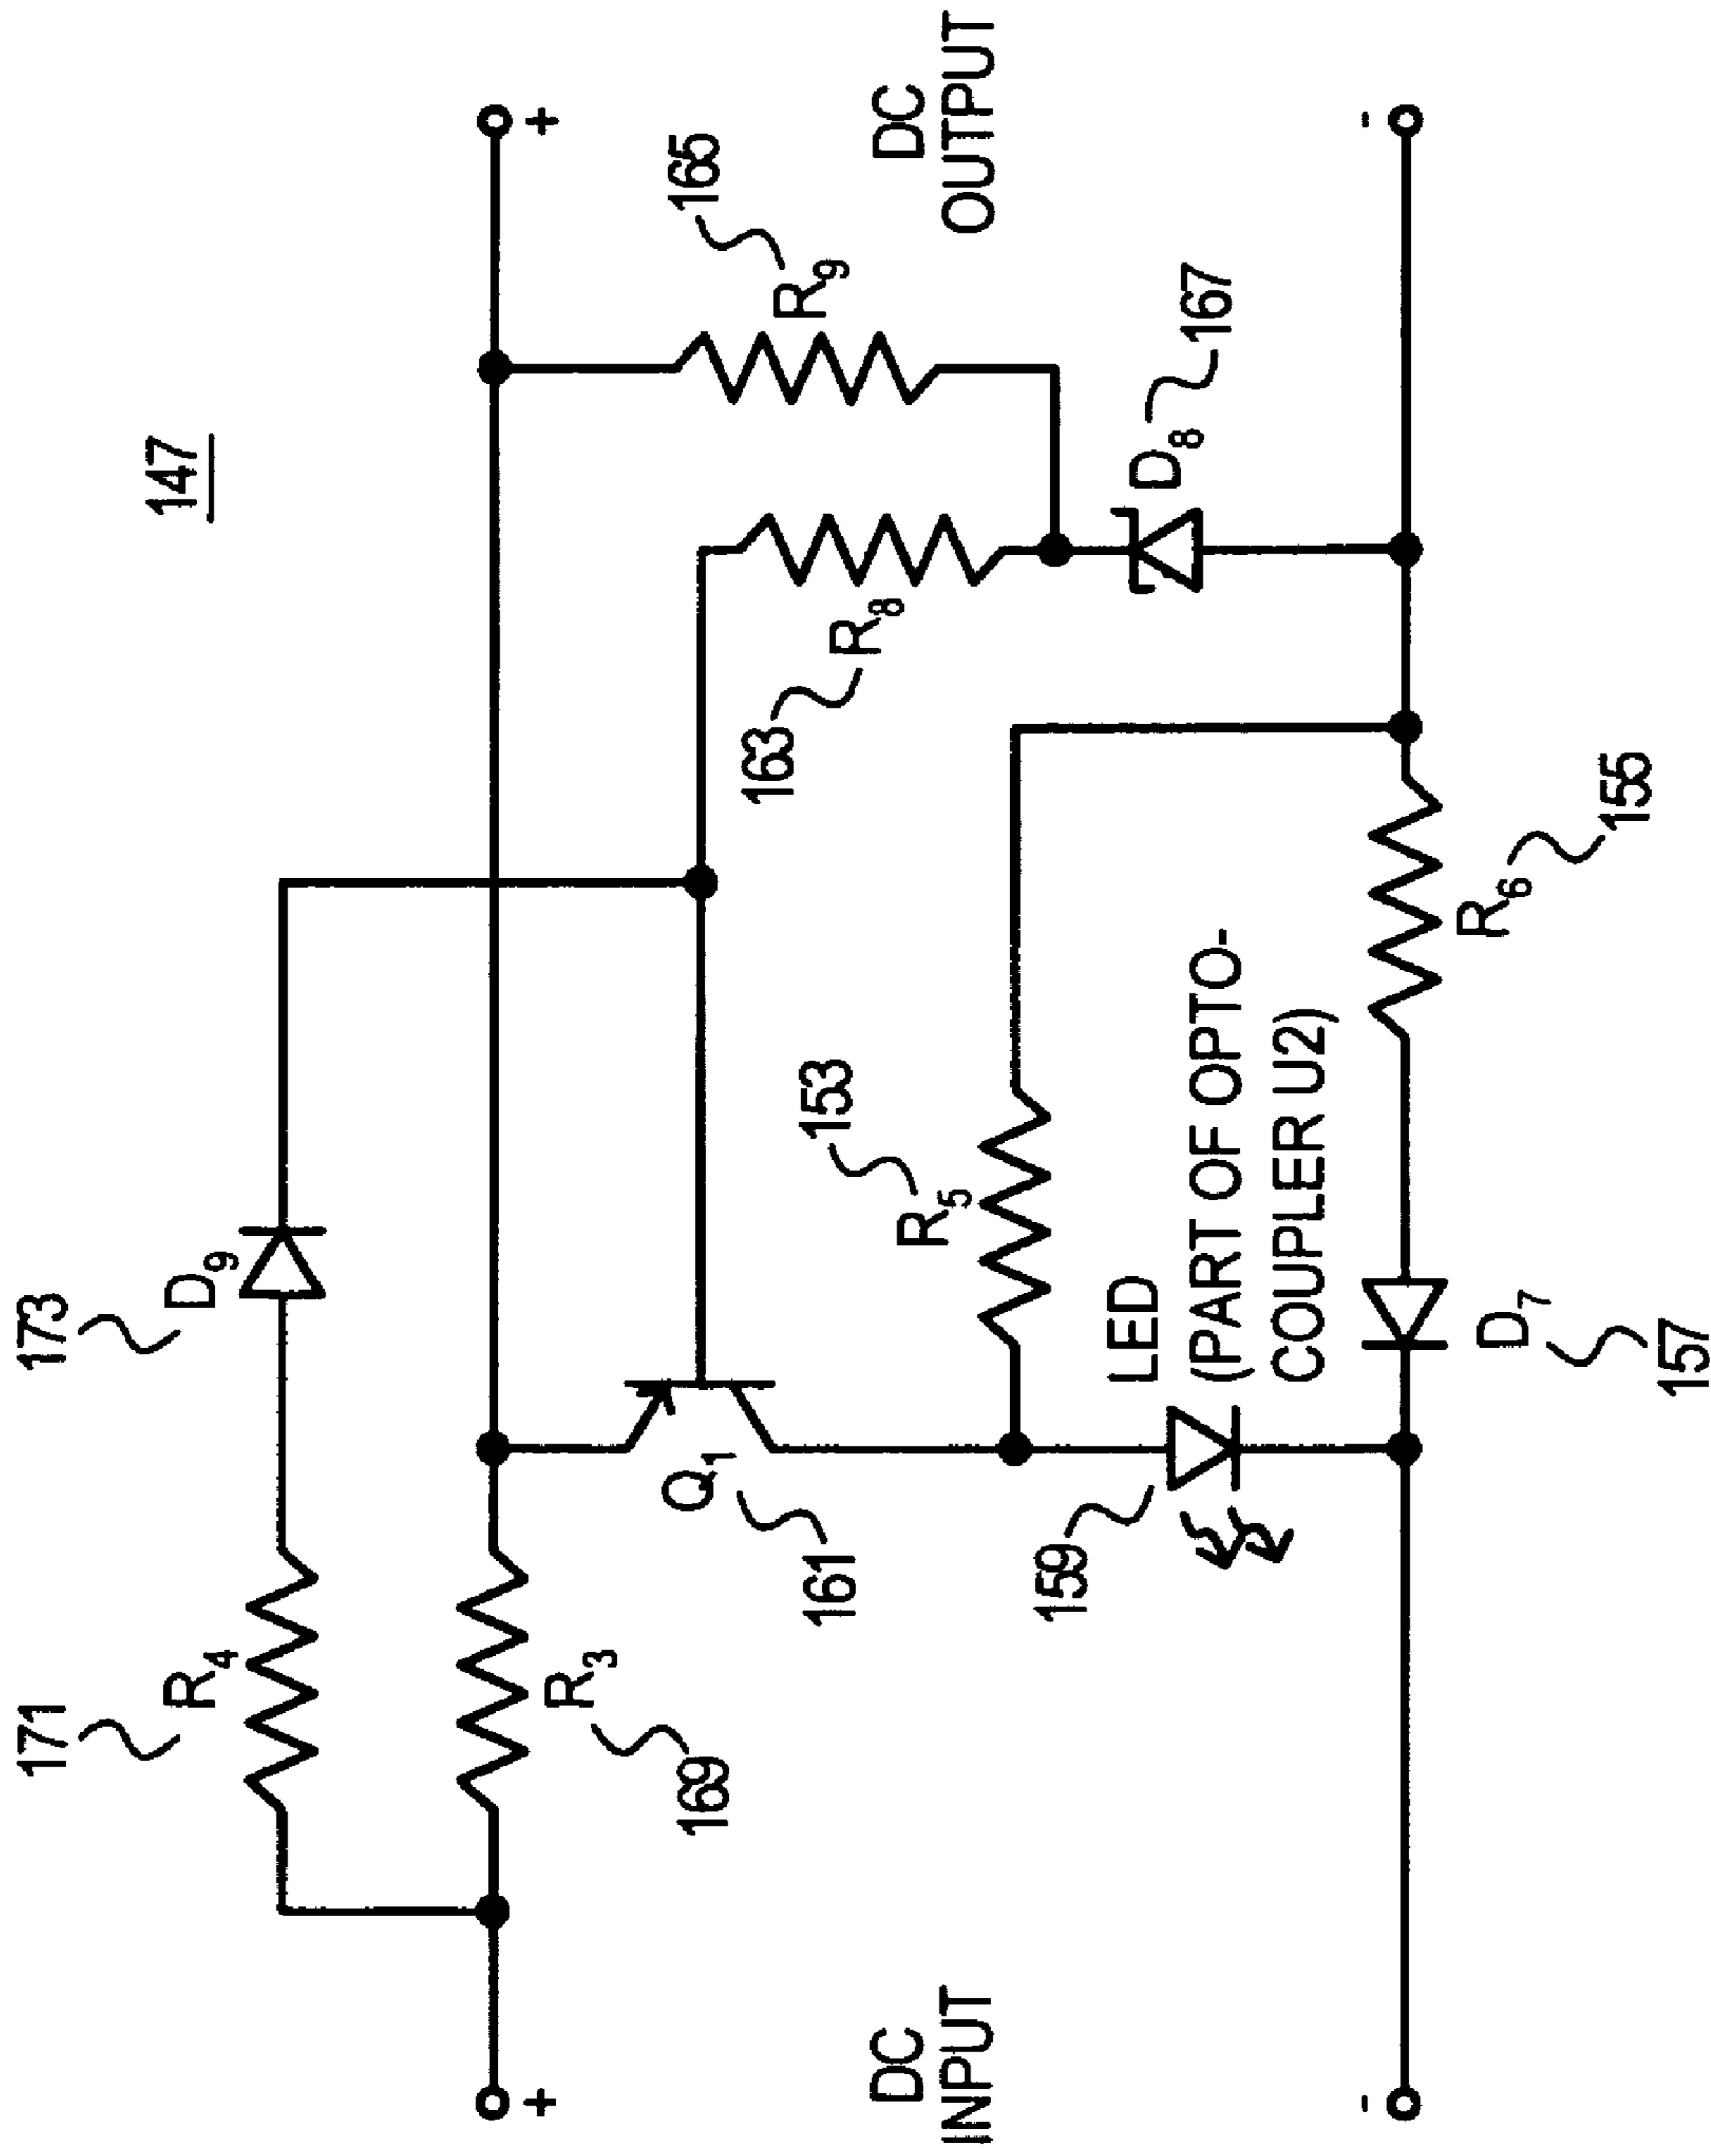 147
173
D9
171
R4
R3
169
+
+
Q1
161
163
R8
165
R9
DC
INPUT
DC
OUTPUT
153
R5
159
LED
(PART OF OPTO-
COUPLER U2)
D8
167
-
-
D7
157
R6
155